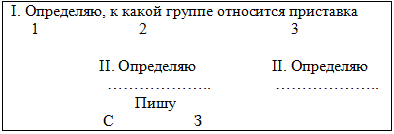 I. Определяю, к какой группе относится приставка
1 2 3
II. Определяю II. Определяю
……………….. ………………..
Пишу
С З